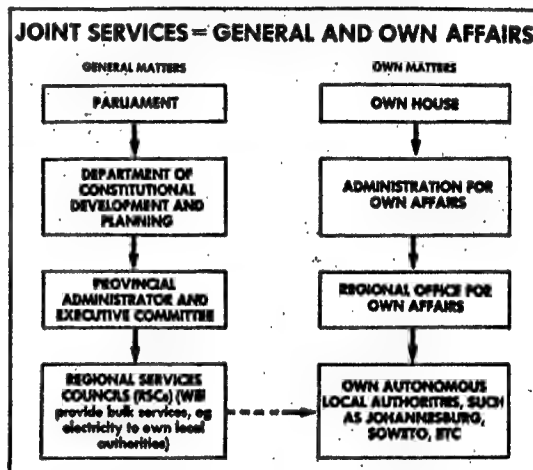 JOINT SERVICES = GENERAL AND OWN AFFAIRS
GENERAL MATTERS
PARLIAMENT
DEPARTMENT OF
CONSTITUTIONAL
DEVELOPMENT AND
PLANNING
PROVINCIAL
ADMINISTRATOR AND
EXECUTIVE COMMITTEE
REGIONAL SERVICES
COUNCILS (RSCs) (Will
provide bulk services, eg
electricity to own local
authorities)
OWN MATTERS
OWN HOUSE
ADMINISTRATION FOR
OWN AFFAIRS
REGIONAL OFFICE FOR
OWN AFFAIRS
OWN AUTONOMOUS
LOCAL AUTHORITIES, SUCH
AS JOHANNESBURG,
SOWETO, ETC